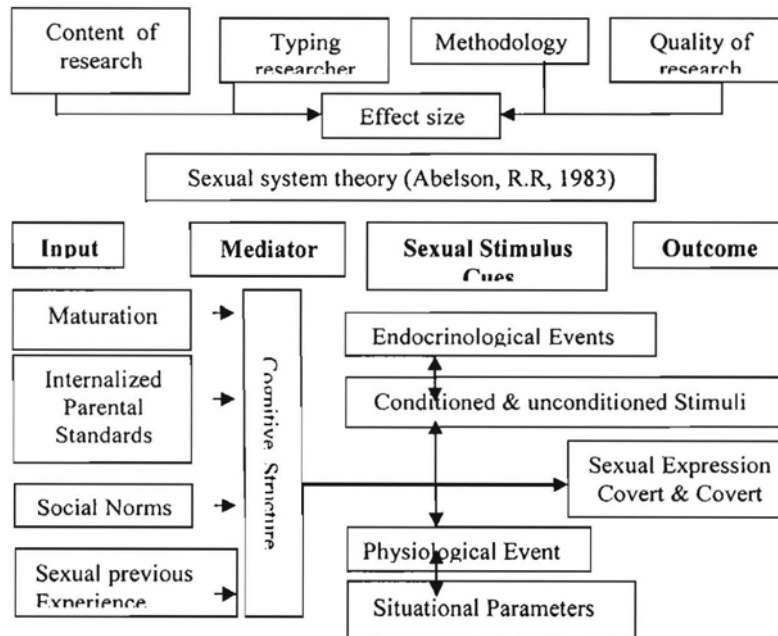 Content of
research
Typing
researcher
Methodology
Quality of
research
Effect size
Sexual system theory (Abelson, R.R, 1983)
Input
Mediator
Sexual Stimulus
Cues
Outcome
Maturation
Internalized
Parental
Standards
Social Norms
Sexual previous
Experience
Cognitive Structure
Endocrinological Events
Conditioned & unconditioned Stimuli
Sexual Expression
Covert & Covert
Physiological Event
Situational Parameters